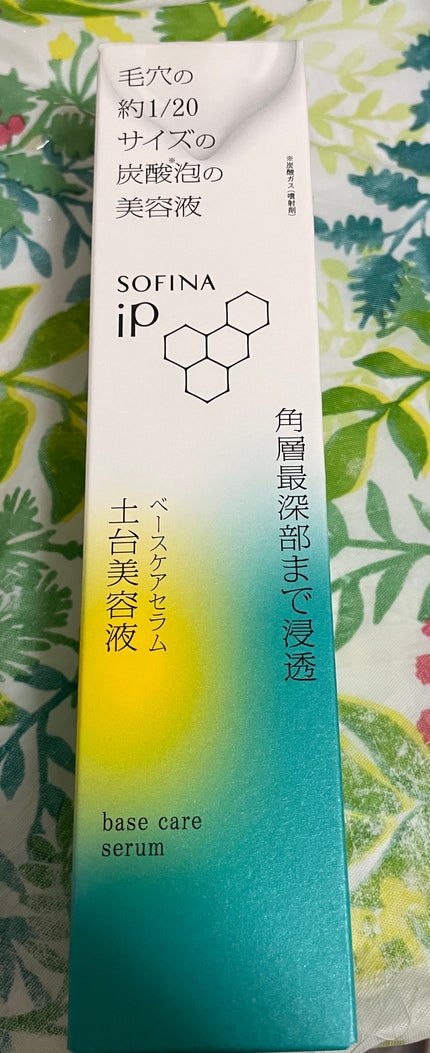 毛穴の
約1/20
サイズの
炭酸※泡の
美容液
※炭酸ガス(噴射剤)
SOFINA
iP
角層最深部まで浸透
ベースケアセラム
土台美容液
base care
serum